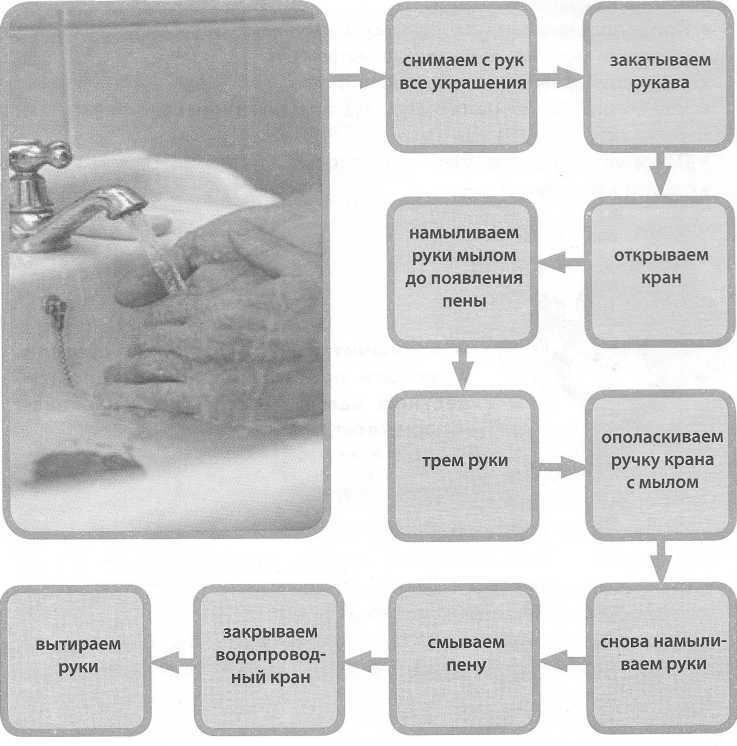 снимаем с рук
все украшения
закатываем
рукава
открываем
кран
намыливаем
руки мылом
до появления
пены
трем руки
ополаскиваем
ручку крана
с мылом
снова намыли-
ваем руки
смываем
пену
закрываем
водопровод-
ный кран
вытираем
руки